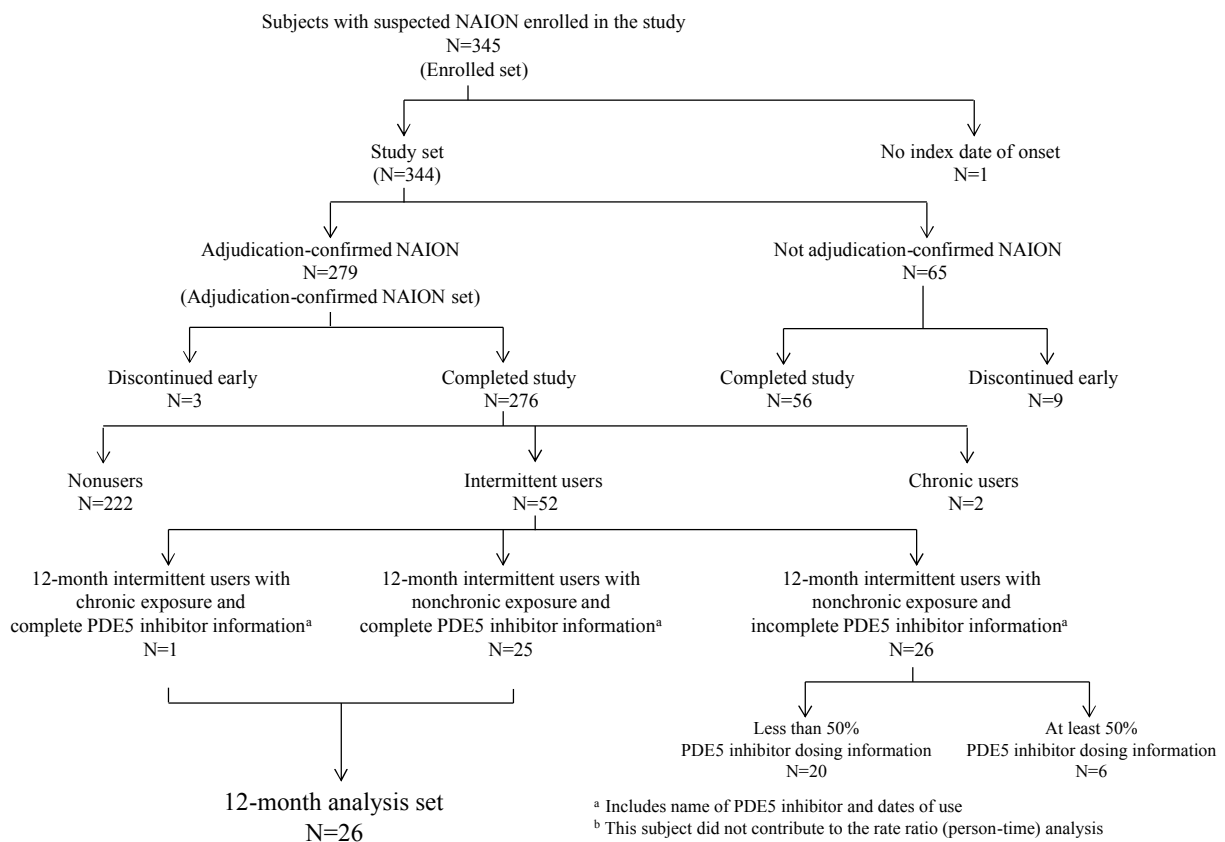 Subjects with suspected NAION enrolled in the study
N=345
(Enrolled set)
Study set
(N=344)
No index date of onset
N=1
Adjudication-confirmed NAION
N=279
(Adjudication-confirmed NAION set)
Not adjudication-confirmed NAION
N=65
Discontinued early
N=3
Completed study
N=276
Completed study
N=56
Discontinued early
N=9
Nonusers
N=222
Intermittent users
N=52
Chronic users
N=2
12-month intermittent users with
chronic exposure and
complete PDE5 inhibitor informationᵃ
N=1
12-month intermittent users with
nonchronic exposure and
complete PDE5 inhibitor informationᵃ
N=25
12-month intermittent users with
nonchronic exposure and
incomplete PDE5 inhibitor informationᵃ
N=26
Less than 50%
PDE5 inhibitor dosing information
N=20
At least 50%
PDE5 inhibitor dosing information
N=6
12-month analysis set
N=26
ᵃ Includes name of PDE5 inhibitor and dates of use
ᵇ This subject did not contribute to the rate ratio (person-time) analysis